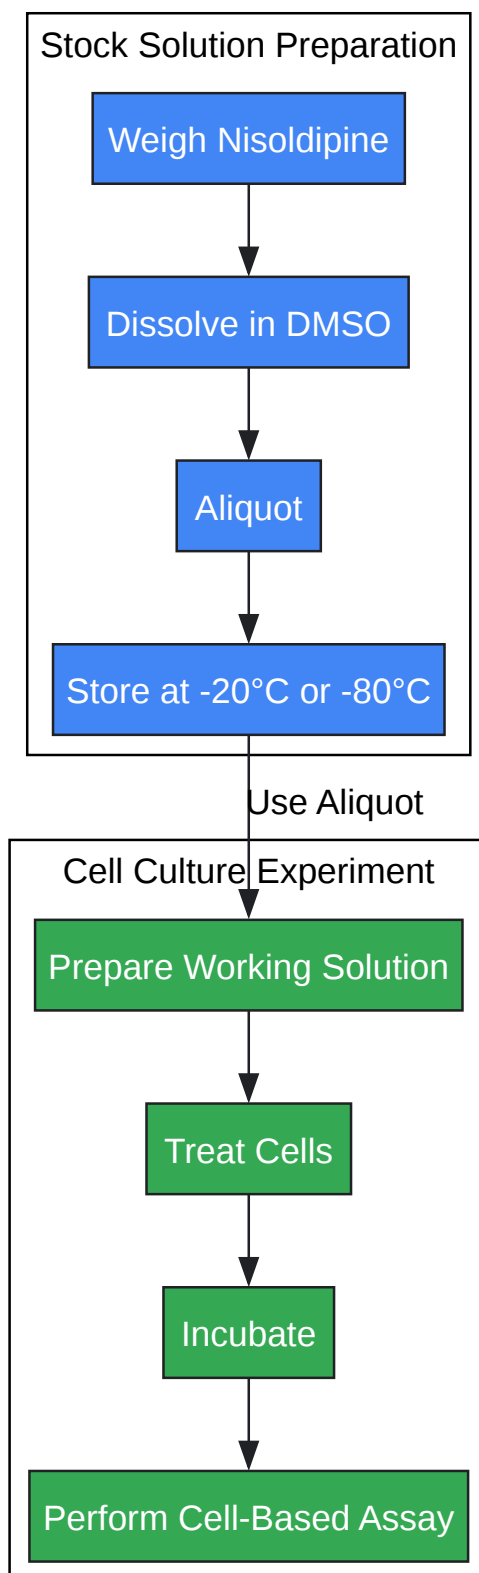 Stock Solution Preparation
Weigh Nisoldipine
Dissolve in DMSO
Aliquot
Store at -20°C or -80°C
Use Aliquot
Cell Culture Experiment
Prepare Working Solution
Treat Cells
Incubate
Perform Cell-Based Assay